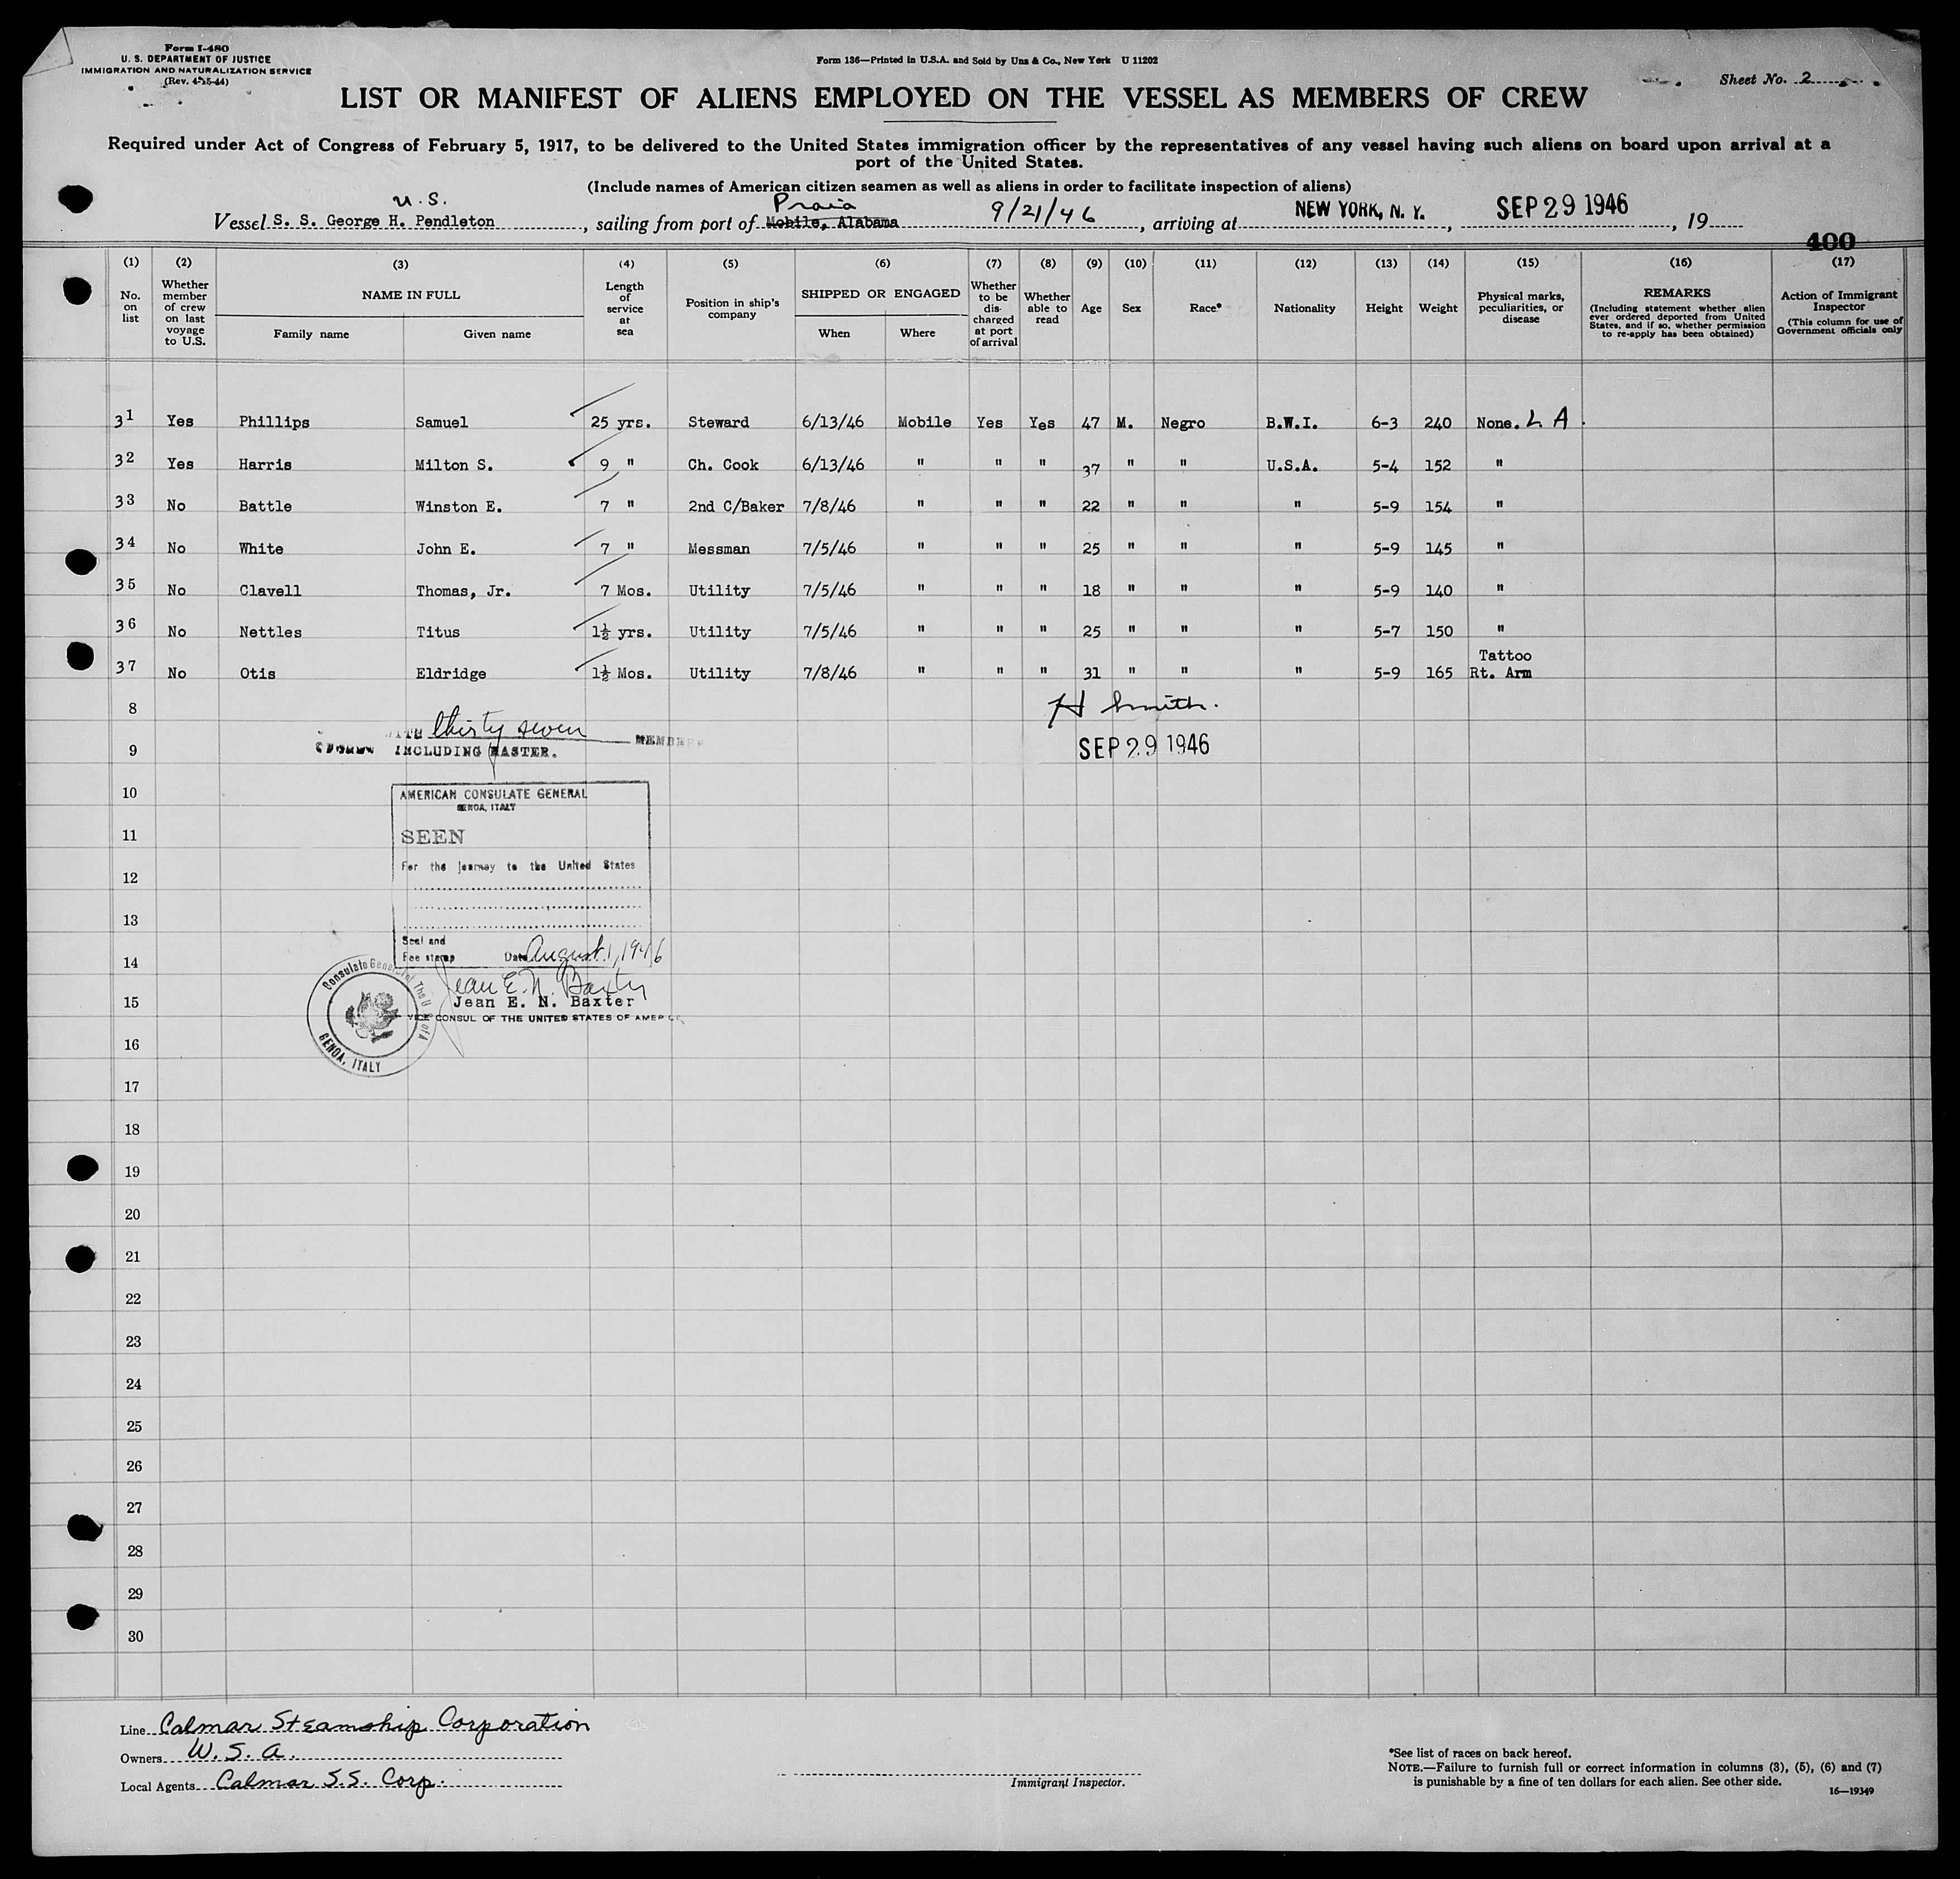 Form I-480
U. S. DEPARTMENT OF JUSTICE
IMMIGRATION AND NATURALIZATION SERVICE
(Rev. 4-15-44)
Form 136—Printed in U.S.A. and Sold by Unz & Co., New York U 11202
Sheet No. 2
LIST OR MANIFEST OF ALIENS EMPLOYED ON THE VESSEL AS MEMBERS OF CREW
Required under Act of Congress of February 5, 1917, to be delivered to the United States immigration officer by the representatives of any vessel having such aliens on board upon arrival at a
port of the United States.
(Include names of American citizen seamen as well as aliens in order to facilitate inspection of aliens)
U.S. Praia
Vessel S. S. George H. Pendleton, sailing from port of Mobile, Alabama 9/21/46, arriving at NEW YORK, N. Y., SEP 29 1946, 19
400
(1) (2) (3) (4) (5) (6) (7) (8) (9) (10) (11) (12) (13) (14) (15) (16) (17)
No. on list
Whether member of crew on last voyage to U.S.
NAME IN FULL
Family name Given name
Length of service at sea
Position in ship's company
SHIPPED OR ENGAGED
When Where
Whether to be discharged at port of arrival
Whether able to read
Age
Sex
Race*
Nationality
Height
Weight
Physical marks, peculiarities, or disease
REMARKS
(Including statement whether alien ever ordered deported from United States, and if so, whether permission to re-apply has been obtained)
Action of Immigrant Inspector
(This column for use of Government officials only
31 Yes Phillips Samuel 25 yrs. Steward 6/13/46 Mobile Yes Yes 47 M. Negro B.W.I. 6-3 240 None. L A.
32 Yes Harris Milton S. 9 " Ch. Cook 6/13/46 " " " 37 " " U.S.A. 5-4 152 "
33 No Battle Winston E. 7 " 2nd C/Baker 7/8/46 " " " 22 " " " 5-9 154 "
34 No White John E. 7 " Messman 7/5/46 " " " 25 " " " 5-9 145 "
35 No Clavell Thomas, Jr. 7 Mos. Utility 7/5/46 " " " 18 " " " 5-9 140 "
36 No Nettles Titus 1½ yrs. Utility 7/5/46 " " " 25 " " " 5-7 150 "
37 No Otis Eldridge 1½ Mos. Utility 7/8/46 " " " 31 " " " 5-9 165 Tattoo Rt. Arm
8
H Smith.
thirty seven
9
INCLUDING MASTER.
SEP 29 1946
10
AMERICAN CONSULATE GENERAL
GENOA, ITALY
11
SEEN
For the journey to the United States
12
13
Seal and
Fee stamp Date August 1, 1946
14
Jean E. N. Baxter
15
Jean E. N. Baxter
VICE CONSUL OF THE UNITED STATES OF AMERICA
Consulate General of The U S of A
GENOA, ITALY
16
17
18
19
20
21
22
23
24
25
26
27
28
29
30
Line Calmar Steamship Corporation
Owners W. S. A.
Local Agents Calmar S.S. Corp.
Immigrant Inspector.
*See list of races on back hereof.
NOTE.—Failure to furnish full or correct information in columns (3), (5), (6) and (7)
is punishable by a fine of ten dollars for each alien. See other side.
16—19349